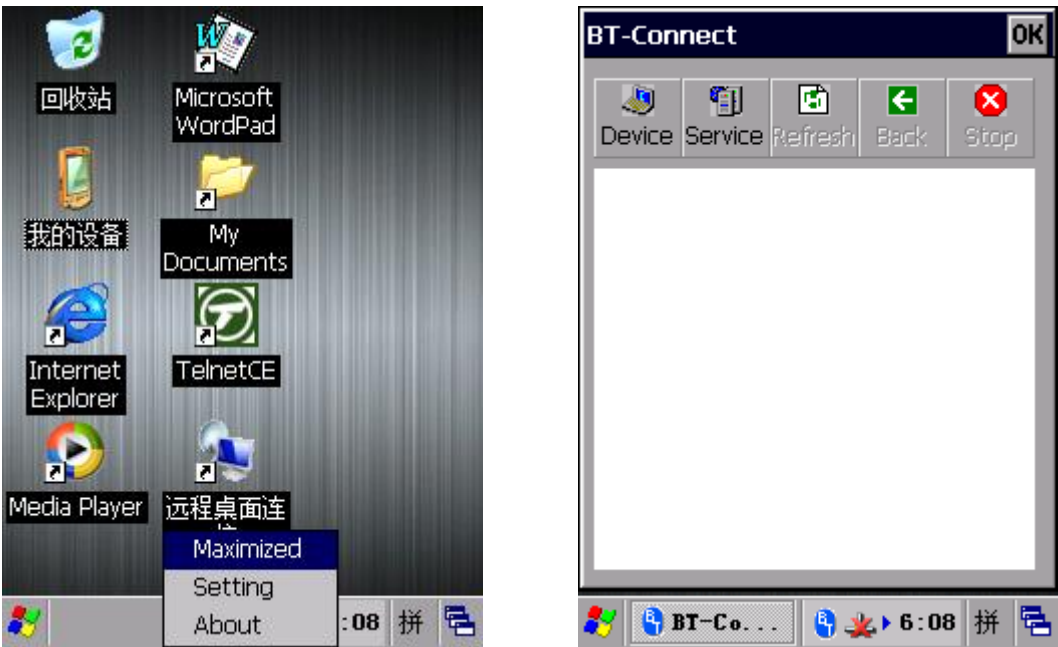 回收站
Microsoft
WordPad
我的设备
My
Documents
Internet
Explorer
TelnetCE
Media Player
远程桌面连
Maximized
Setting
About
:08 拼
BT-Connect OK
Device Service Refresh Back Stop
BT-Co... 6:08 拼